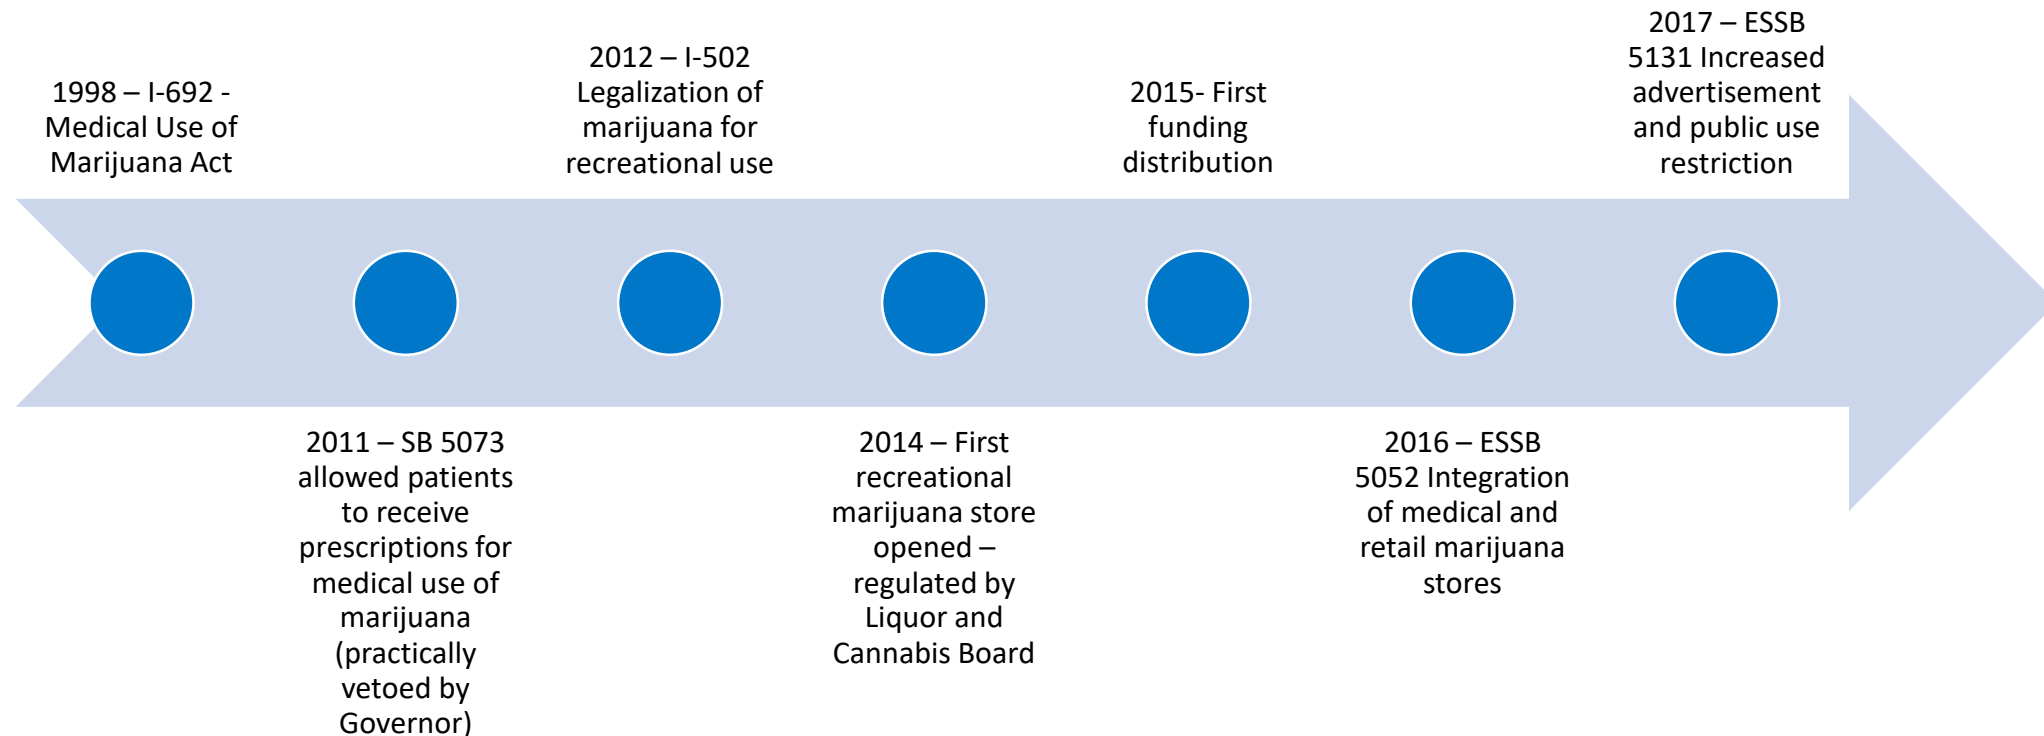 1998 – I-692 -
Medical Use of
Marijuana Act
2011 – SB 5073
allowed patients
to receive
prescriptions for
medical use of
marijuana
(practically
vetoed by
Governor)
2012 – I-502
Legalization of
marijuana for
recreational use
2014 – First
recreational
marijuana store
opened –
regulated by
Liquor and
Cannabis Board
2015- First
funding
distribution
2016 – ESSB
5052 Integration
of medical and
retail marijuana
stores
2017 – ESSB
5131 Increased
advertisement
and public use
restriction